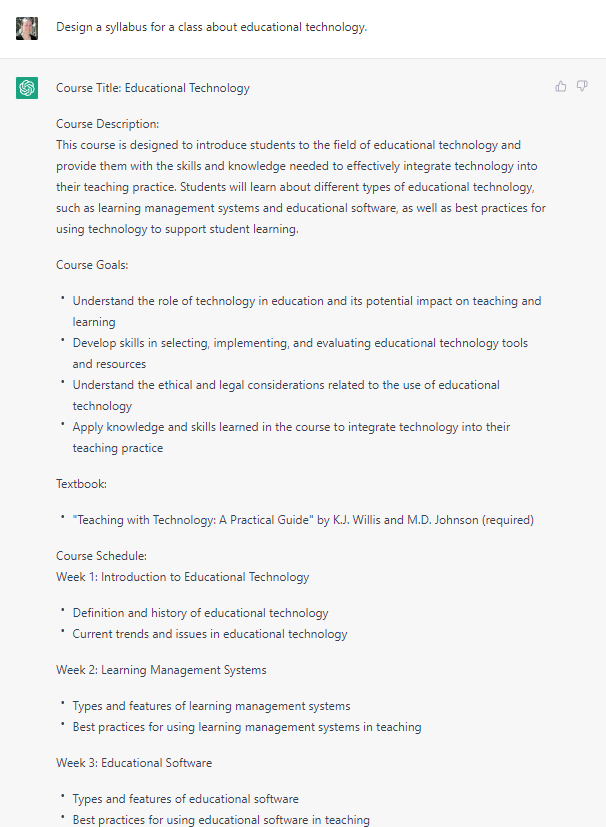 Design a syllabus for a class about educational technology.
Course Title: Educational Technology
Course Description:
This course is designed to introduce students to the field of educational technology and
provide them with the skills and knowledge needed to effectively integrate technology into
their teaching practice. Students will learn about different types of educational technology,
such as learning management systems and educational software, as well as best practices for
using technology to support student learning.
Course Goals:
• Understand the role of technology in education and its potential impact on teaching and
learning
• Develop skills in selecting, implementing, and evaluating educational technology tools
and resources
• Understand the ethical and legal considerations related to the use of educational
technology
• Apply knowledge and skills learned in the course to integrate technology into their
teaching practice
Textbook:
• "Teaching with Technology: A Practical Guide" by K.J. Willis and M.D. Johnson (required)
Course Schedule:
Week 1: Introduction to Educational Technology
• Definition and history of educational technology
• Current trends and issues in educational technology
Week 2: Learning Management Systems
• Types and features of learning management systems
• Best practices for using learning management systems in teaching
Week 3: Educational Software
• Types and features of educational software
• Best practices for using educational software in teaching